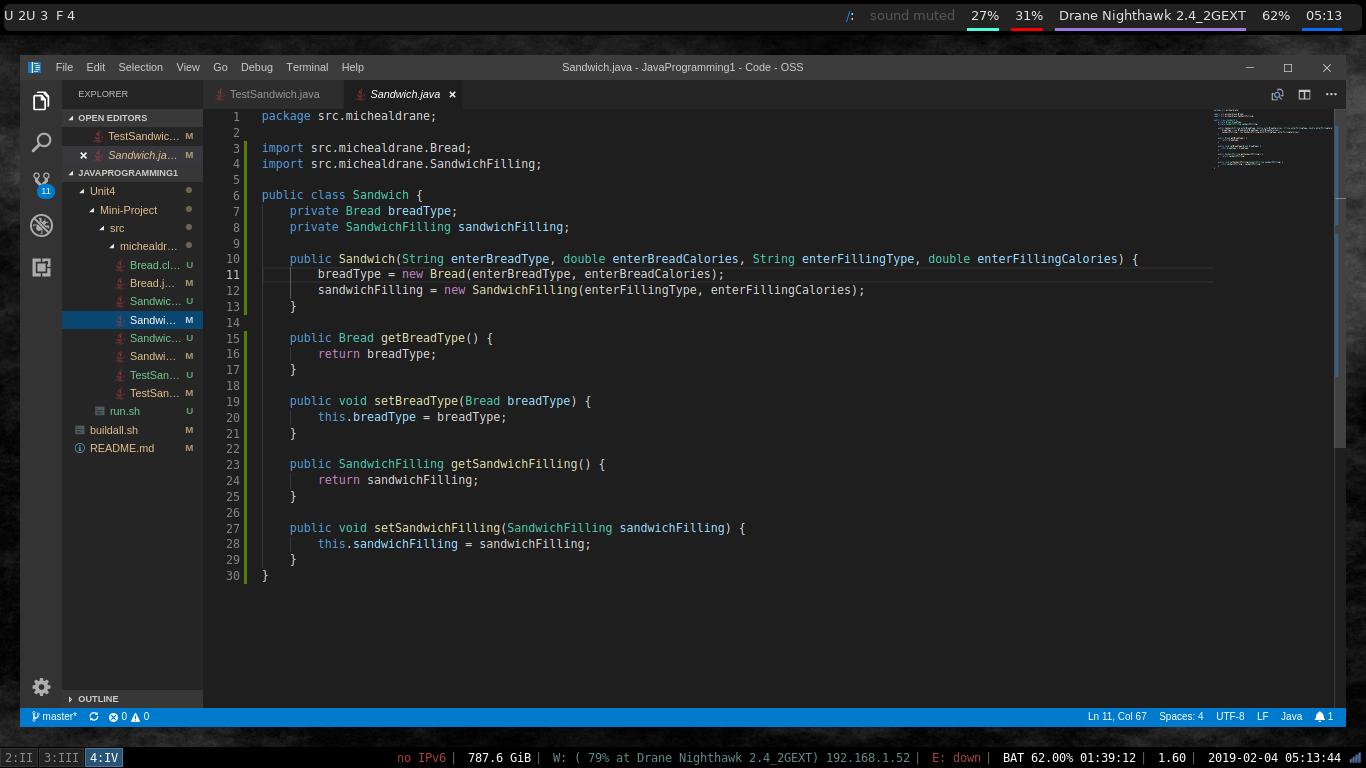 U 2U 3 F 4 /: sound muted 27% 31% Drane Nighthawk 2.4_2GEXT 62% 05:13
File Edit Selection View Go Debug Terminal Help Sandwich.java - JavaProgramming1 - Code - OSS
EXPLORER
TestSandwich.java Sandwich.java
OPEN EDITORS
TestSandwic... M
Sandwich.ja... M
JAVAPROGRAMMING1
11
Unit4
Mini-Project
src
michealdr...
Bread.cl... U
Bread.j... M
Sandwic... U
Sandwi... M
Sandwic... U
Sandwi... M
TestSan... U
TestSan... M
run.sh U
buildall.sh M
README.md M
OUTLINE
1 package src.michealdrane;
2
3 import src.michealdrane.Bread;
4 import src.michealdrane.SandwichFilling;
5
6 public class Sandwich {
7 private Bread breadType;
8 private SandwichFilling sandwichFilling;
9
10 public Sandwich(String enterBreadType, double enterBreadCalories, String enterFillingType, double enterFillingCalories) {
11 breadType = new Bread(enterBreadType, enterBreadCalories);
12 sandwichFilling = new SandwichFilling(enterFillingType, enterFillingCalories);
13 }
14
15 public Bread getBreadType() {
16 return breadType;
17 }
18
19 public void setBreadType(Bread breadType) {
20 this.breadType = breadType;
21 }
22
23 public SandwichFilling getSandwichFilling() {
24 return sandwichFilling;
25 }
26
27 public void setSandwichFilling(SandwichFilling sandwichFilling) {
28 this.sandwichFilling = sandwichFilling;
29 }
30 }
master* 0 0 Ln 11, Col 67 Spaces: 4 UTF-8 LF Java 1
2:II 3:III 4:IV no IPv6| 787.6 GiB| W: ( 79% at Drane Nighthawk 2.4_2GEXT) 192.168.1.52| E: down| BAT 62.00% 01:39:12| 1.60| 2019-02-04 05:13:44